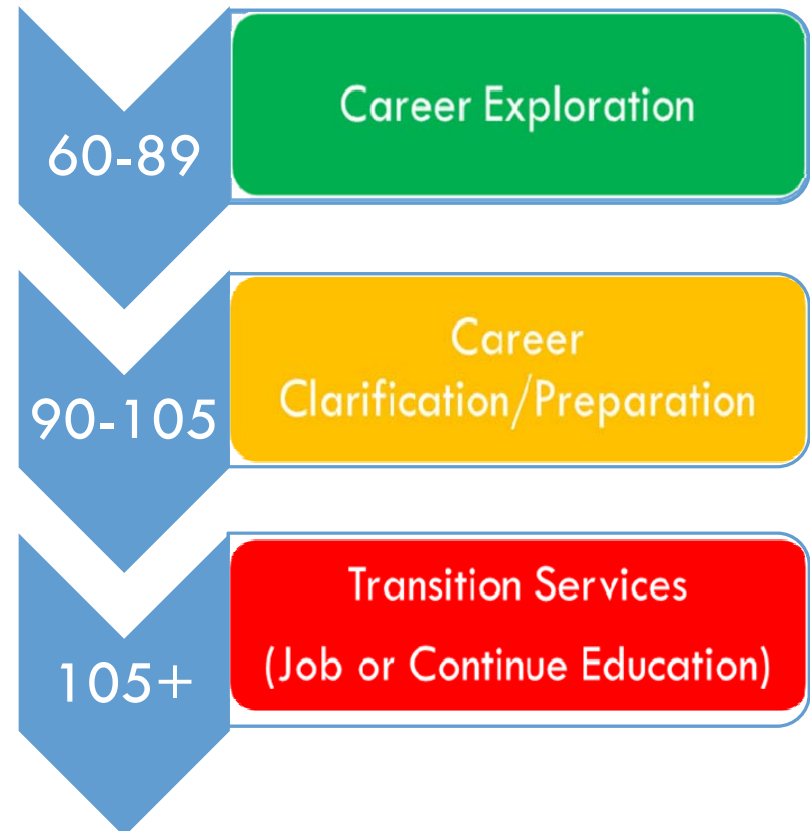 60-89
Career Exploration
90-105
Career
Clarification/Preparation
105+
Transition Services
(Job or Continue Education)